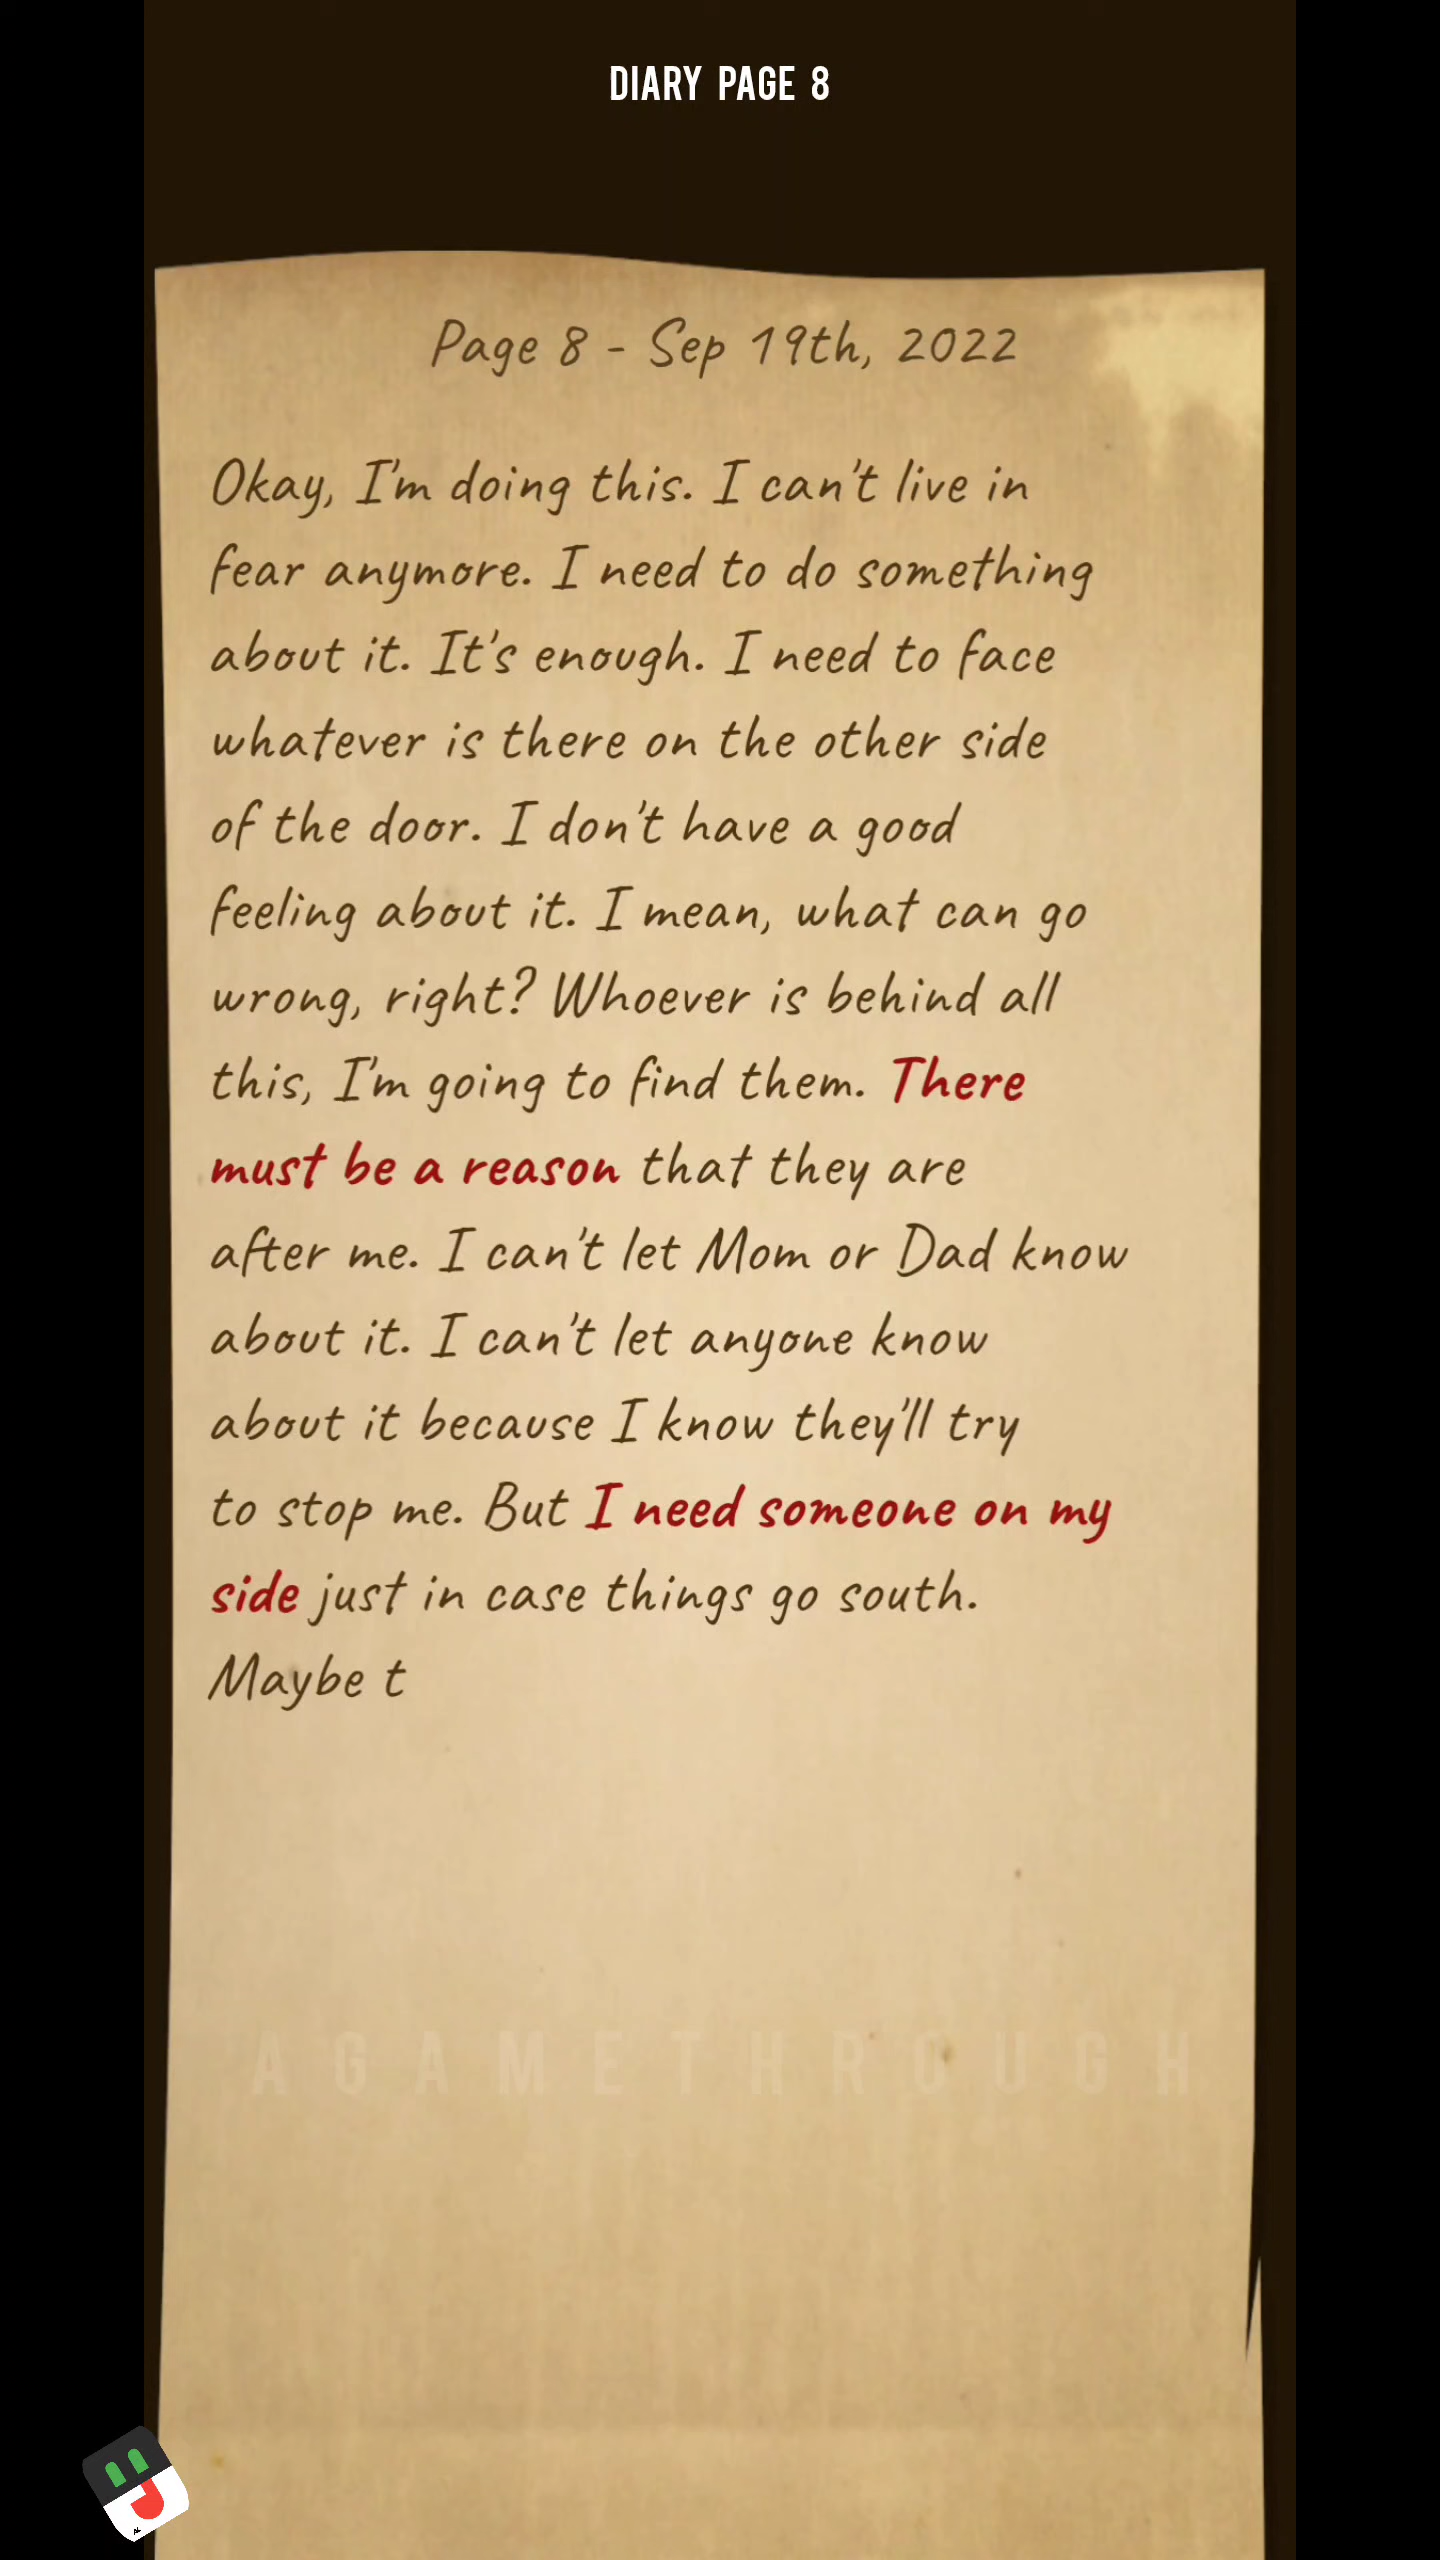 DIARY PAGE 8
Page 8 - Sep 19th, 2022
Okay, I'm doing this. I can't live in
fear anymore. I need to do something
about it. It's enough. I need to face
whatever is there on the other side
of the door. I don't have a good
feeling about it. I mean, what can go
wrong, right? Whoever is behind all
this, I'm going to find them. There
must be a reason that they are
after me. I can't let Mom or Dad know
about it. I can't let anyone know
about it because I know they'll try
to stop me. But I need someone on my
side just in case things go south.
Maybe t
AGAMETHROUGH